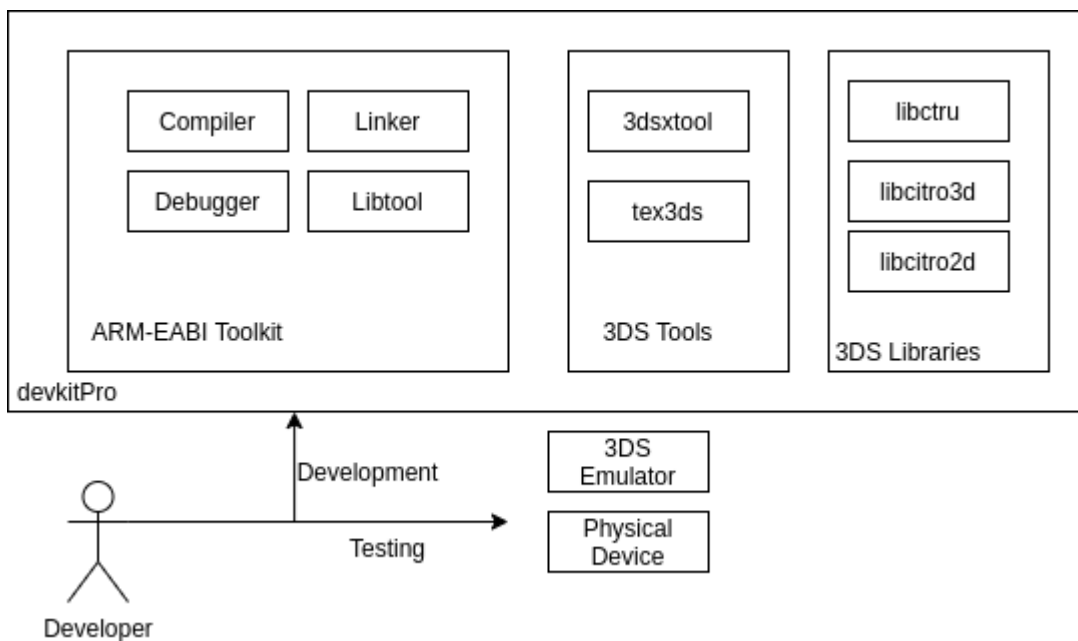 Compiler
Linker
Debugger
Libtool
ARM-EABI Toolkit
3dsxtool
tex3ds
3DS Tools
libctru
libcitro3d
libcitro2d
3DS Libraries
devkitPro
Development
Testing
Developer
3DS
Emulator
Physical
Device